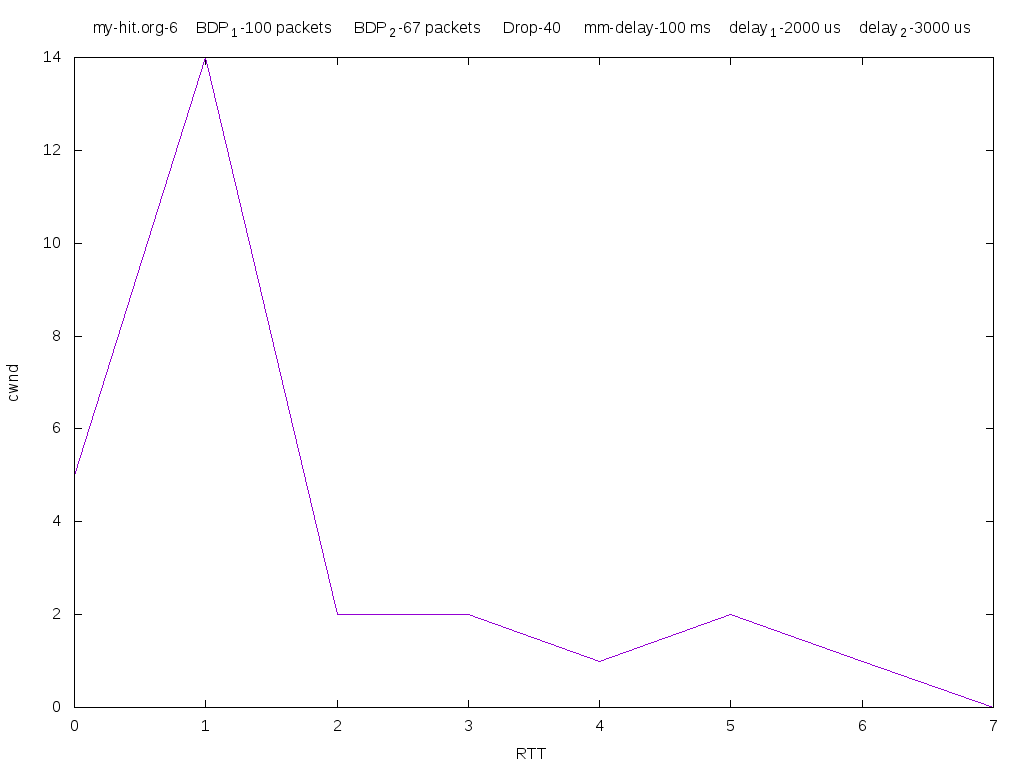 my-hit.org-6 BDP1-100 packets BDP2-67 packets Drop-40 mm-delay-100 ms delay1-2000 us delay2-3000 us
14
12
10
8
6
4
2
0
cwnd
0 1 2 3 4 5 6 7
RTT